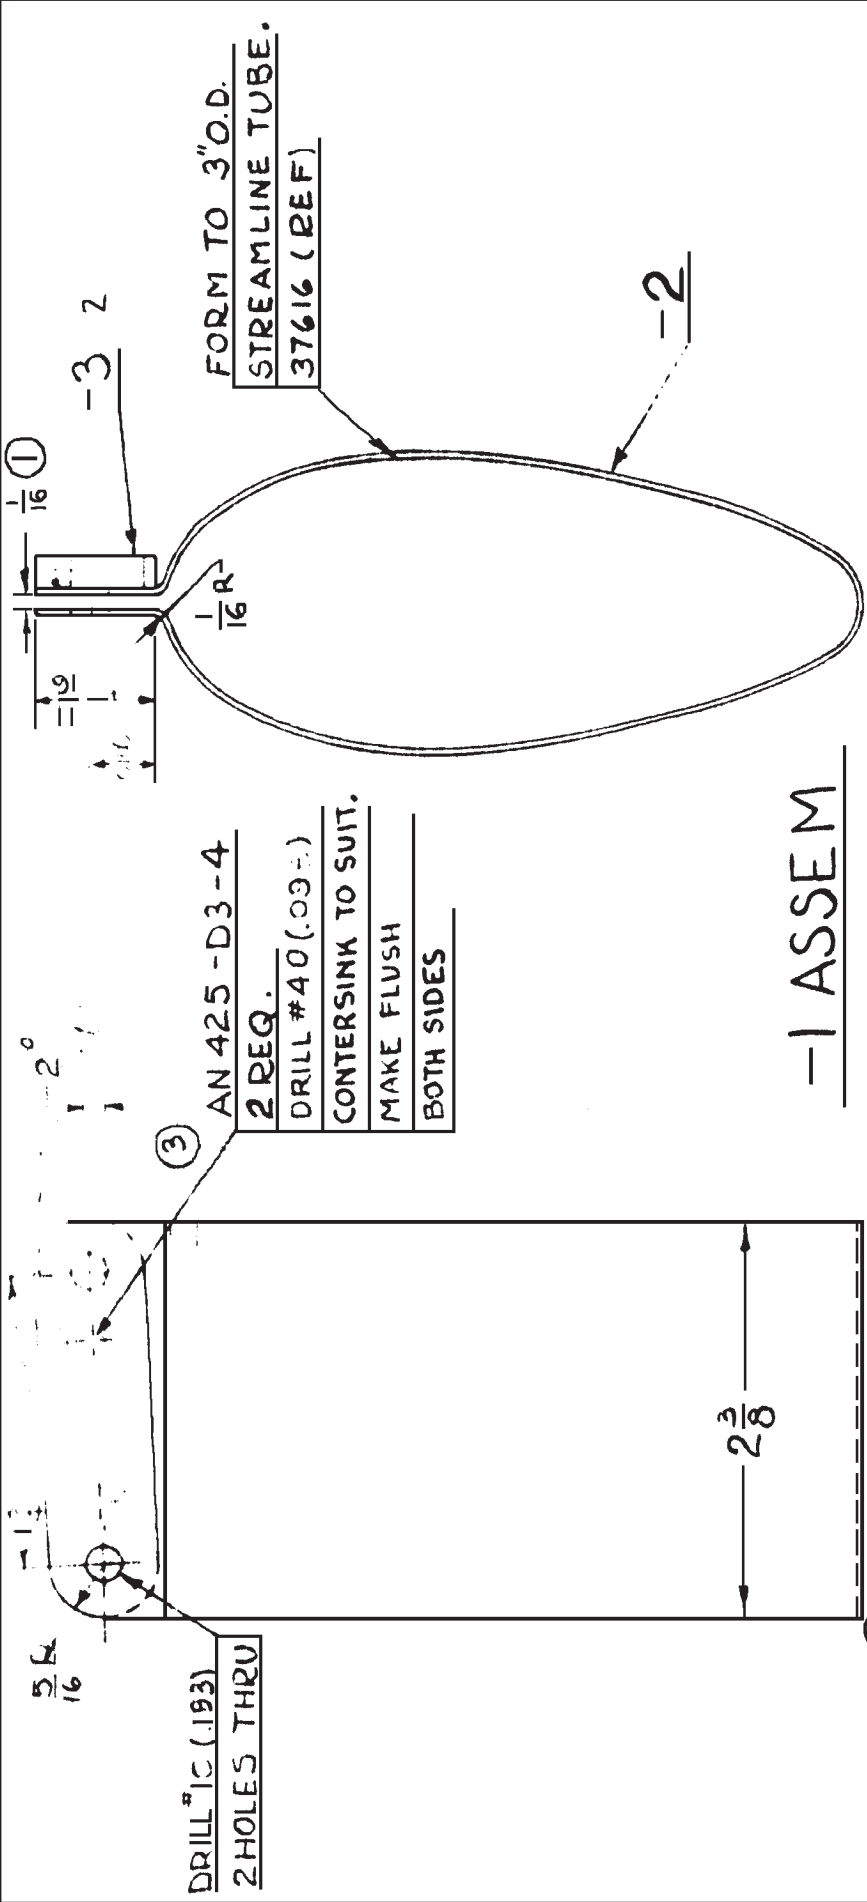 1/16 ①
-3 2
FORM TO 3"O.D.
STREAMLINE TUBE.
37616 (REF)
-2
1/16 R
11/16
③
AN 425-D3-4
2 REQ.
DRILL #40
CONTERSINK TO SUIT.
MAKE FLUSH
BOTH SIDES
2°
5/16 R
DRILL (.193)
2 HOLES THRU
2 3/8
-1 ASSEM